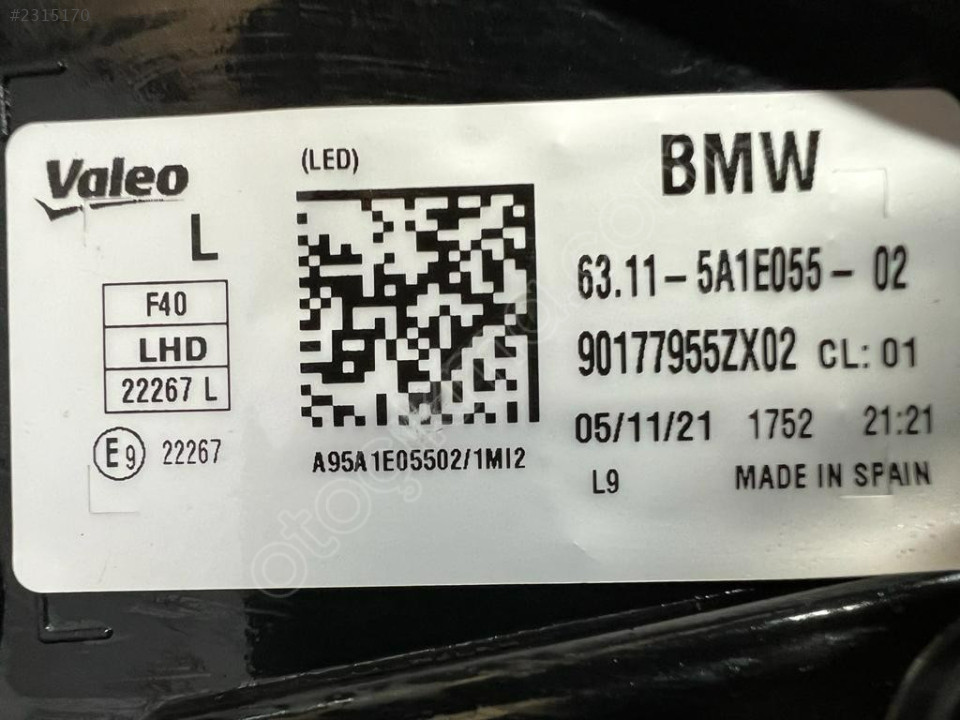 #2315170
Valeo
(LED)
BMW
L
F40
LHD
22267 L
E9
22267
A95A1E05502/1MI2
63.11-5A1E055-02
90177955ZX02 CL: 01
05/11/21 1752 21:21
L9
MADE IN SPAIN